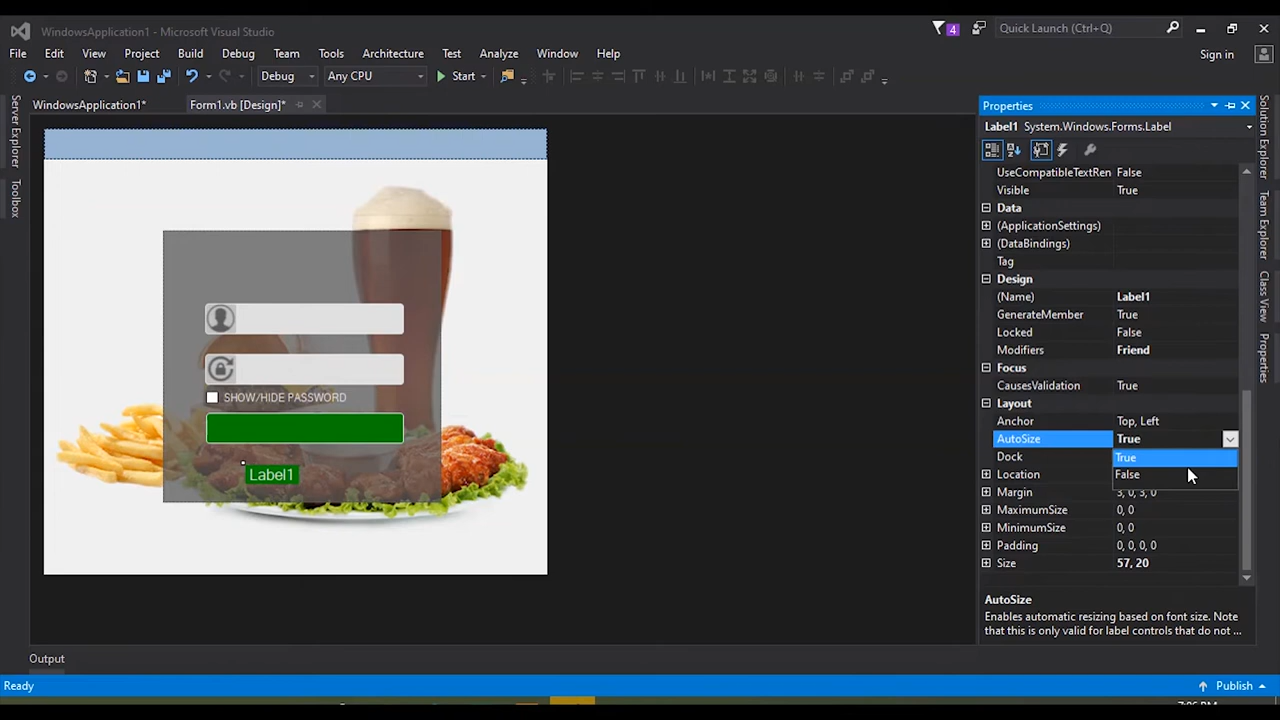 WindowsApplication1 - Microsoft Visual Studio
4
Quick Launch (Ctrl+Q)
File Edit View Project Build Debug Team Tools Architecture Test Analyze Window Help
Sign in
Debug Any CPU Start
WindowsApplication1* Form1.vb [Design]*
Server Explorer
Toolbox
SHOW/HIDE PASSWORD
Label1
Properties
Label1 System.Windows.Forms.Label
UseCompatibleTextRen False
Visible True
Data
(ApplicationSettings)
(DataBindings)
Tag
Design
(Name) Label1
GenerateMember True
Locked False
Modifiers Friend
Focus
CausesValidation True
Layout
Anchor Top, Left
AutoSize True
Dock True
Location False
Margin 3, 0, 3, 0
MaximumSize 0, 0
MinimumSize 0, 0
Padding 0, 0, 0, 0
Size 57, 20
AutoSize
Enables automatic resizing based on font size. Note
that this is only valid for label controls that do not ...
Solution Explorer
Team Explorer
Class View
Properties
Output
Ready Publish